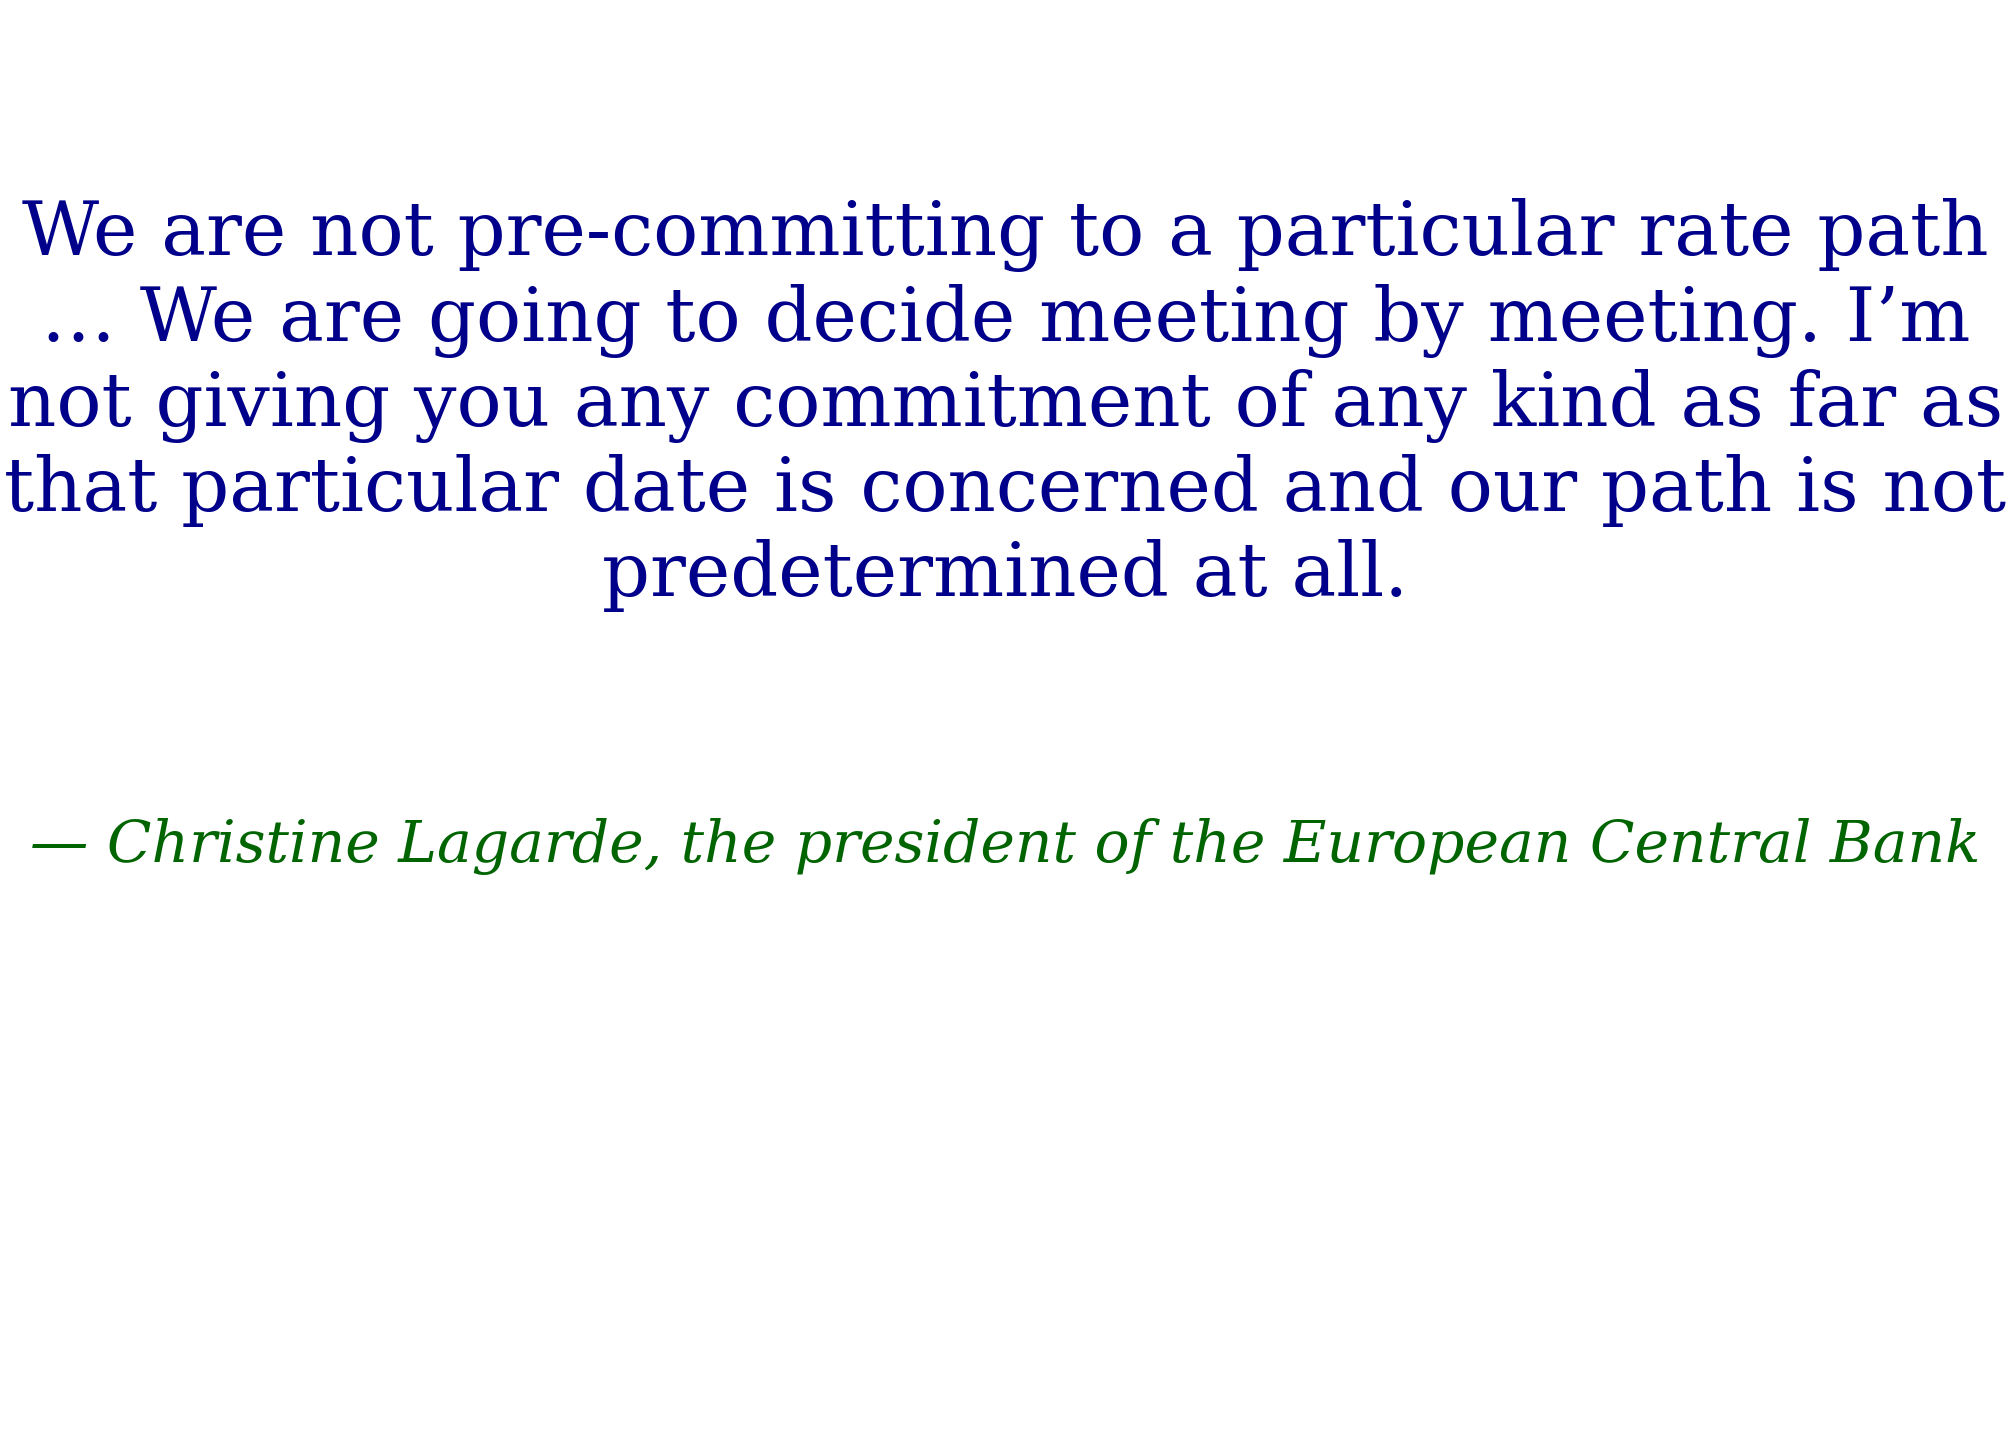 We are not pre-committing to a particular rate path
... We are going to decide meeting by meeting. I’m
not giving you any commitment of any kind as far as
that particular date is concerned and our path is not
predetermined at all.
— Christine Lagarde, the president of the European Central Bank